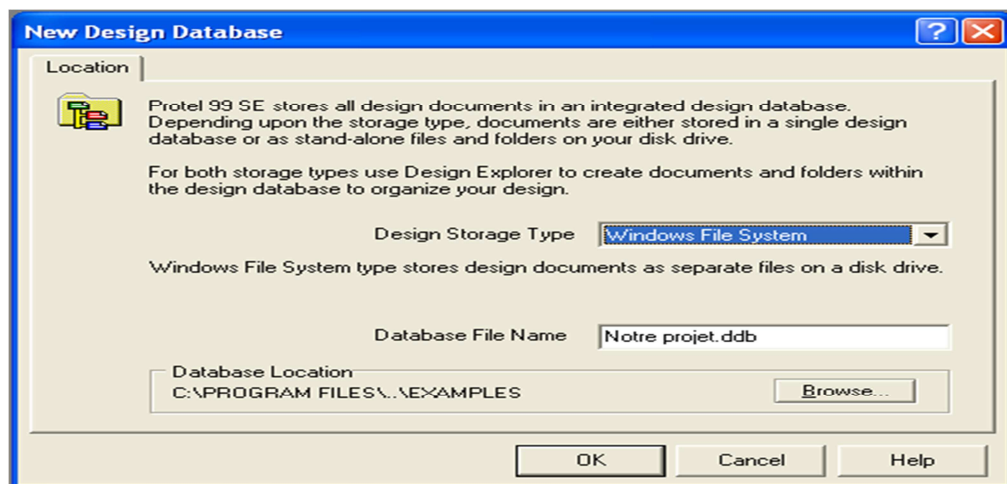 New Design Database
Location
Protel 99 SE stores all design documents in an integrated design database.
Depending upon the storage type, documents are either stored in a single design
database or as stand-alone files and folders on your disk drive.
For both storage types use Design Explorer to create documents and folders within
the design database to organize your design.
Design Storage Type Windows File System
Windows File System type stores design documents as separate files on a disk drive.
Database File Name Notre projet.ddb
Database Location
C:\PROGRAM FILES\..\EXAMPLES Browse...
OK Cancel Help